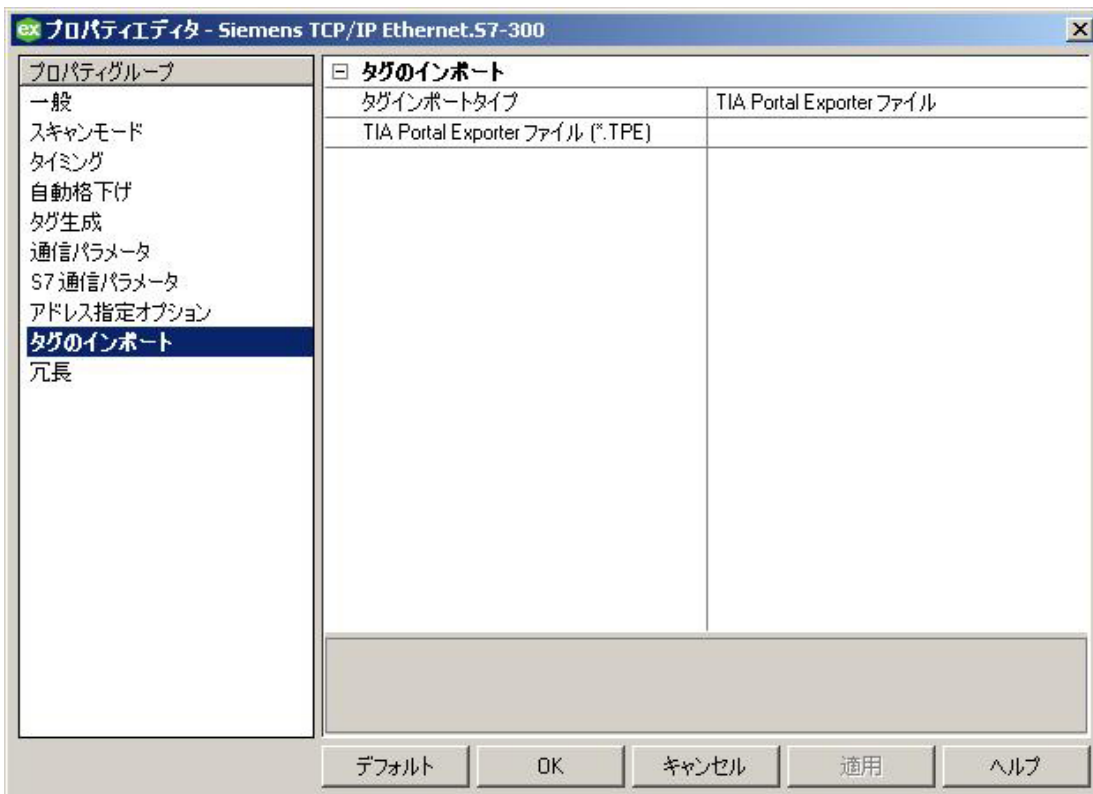 ex プロパティエディタ - Siemens TCP/IP Ethernet.S7-300
プロパティグループ
一般
スキャンモード
タイミング
自動格下げ
タグ生成
通信パラメータ
S7 通信パラメータ
アドレス指定オプション
タグのインポート
冗長
タグのインポート
タグインポートタイプ TIA Portal Exporter ファイル
TIA Portal Exporter ファイル (*.TPE)
デフォルト OK キャンセル 適用 ヘルプ